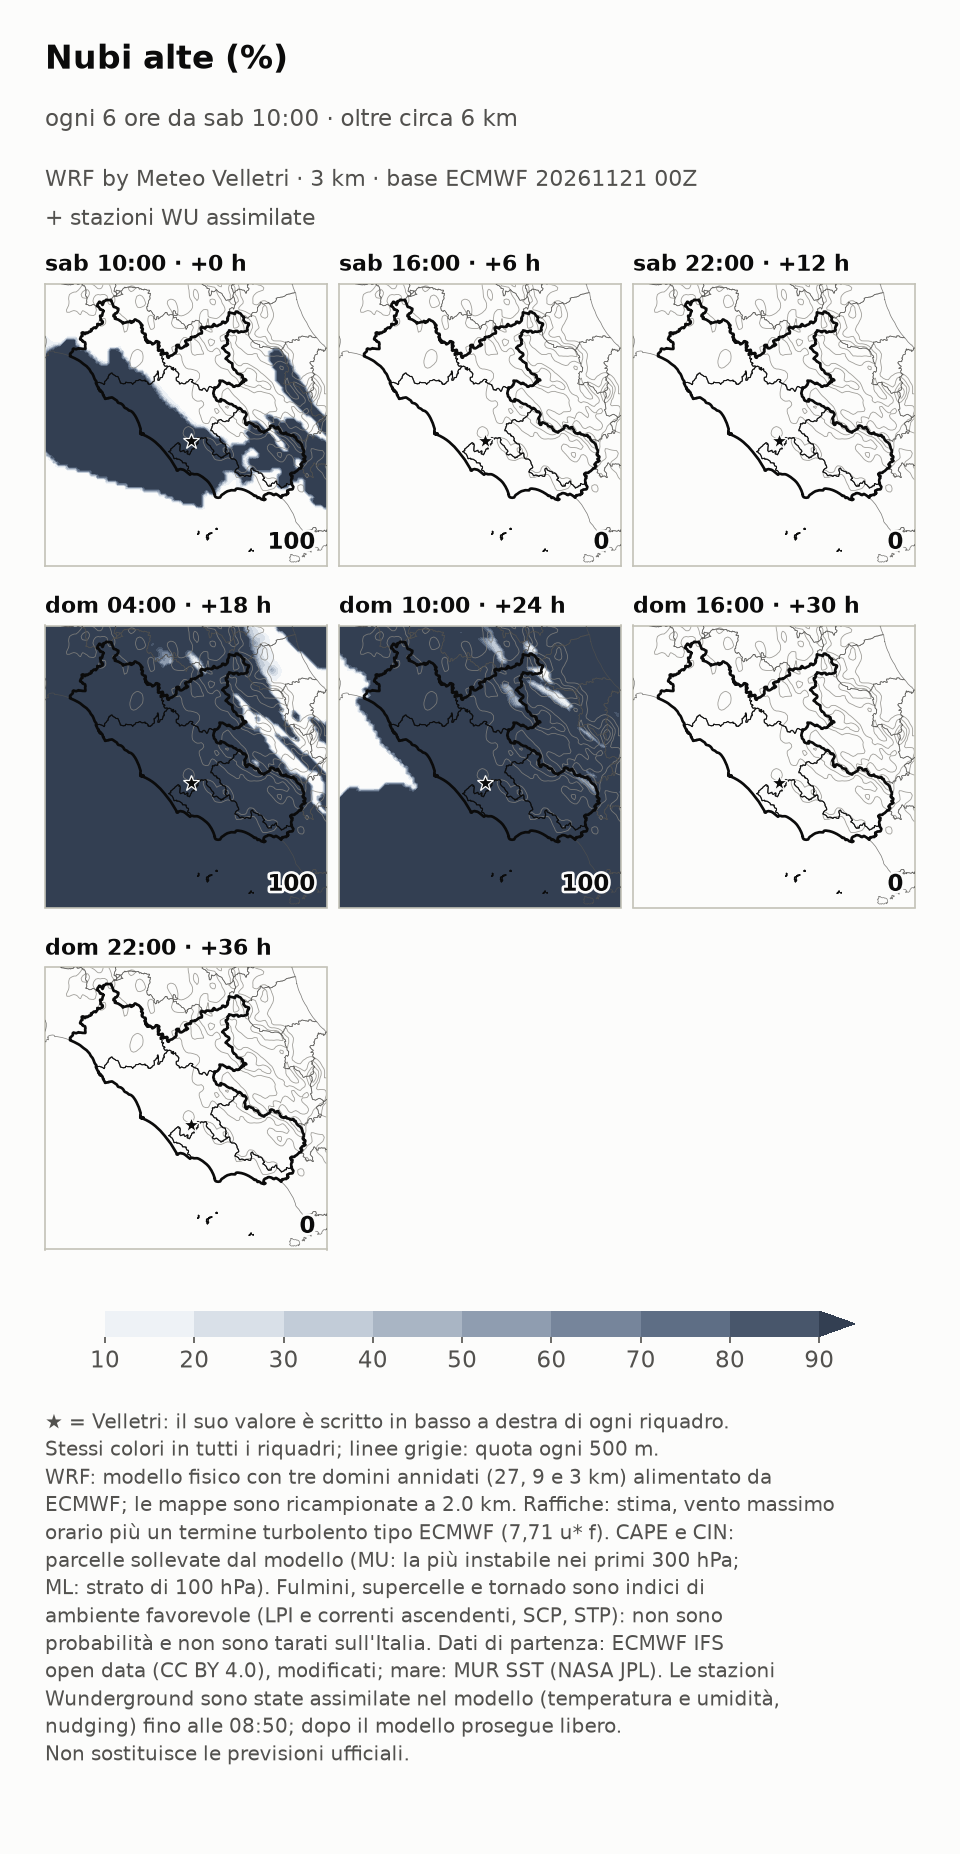 Nubi alte (%)
ogni 6 ore da sab 10:00 · oltre circa 6 km
WRF by Meteo Velletri · 3 km · base ECMWF 20261121 00Z
+ stazioni WU assimilate
sab 10:00 · +0 h
sab 16:00 · +6 h
sab 22:00 · +12 h
100
0
0
dom 04:00 · +18 h
dom 10:00 · +24 h
dom 16:00 · +30 h
100
100
0
dom 22:00 · +36 h
0
10 20 30 40 50 60 70 80 90
★ = Velletri: il suo valore è scritto in basso a destra di ogni riquadro.
Stessi colori in tutti i riquadri; linee grigie: quota ogni 500 m.
WRF: modello fisico con tre domini annidati (27, 9 e 3 km) alimentato da
ECMWF; le mappe sono ricampionate a 2.0 km. Raffiche: stima, vento massimo
orario più un termine turbolento tipo ECMWF (7,71 u* f). CAPE e CIN:
parcelle sollevate dal modello (MU: la più instabile nei primi 300 hPa;
ML: strato di 100 hPa). Fulmini, supercelle e tornado sono indici di
ambiente favorevole (LPI e correnti ascendenti, SCP, STP): non sono
probabilità e non sono tarati sull'Italia. Dati di partenza: ECMWF IFS
open data (CC BY 4.0), modificati; mare: MUR SST (NASA JPL). Le stazioni
Wunderground sono state assimilate nel modello (temperatura e umidità,
nudging) fino alle 08:50; dopo il modello prosegue libero.
Non sostituisce le previsioni ufficiali.